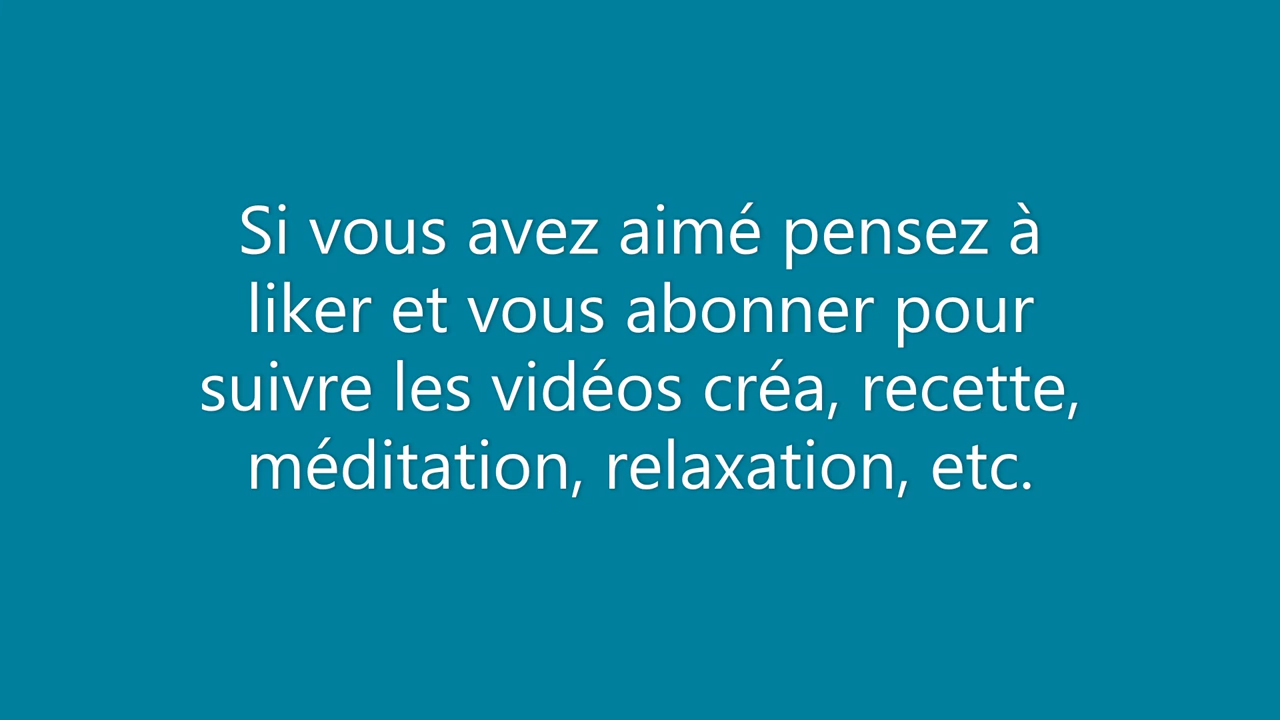 Si vous avez aimé pensez à
liker et vous abonner pour
suivre les vidéos créa, recette,
méditation, relaxation, etc.